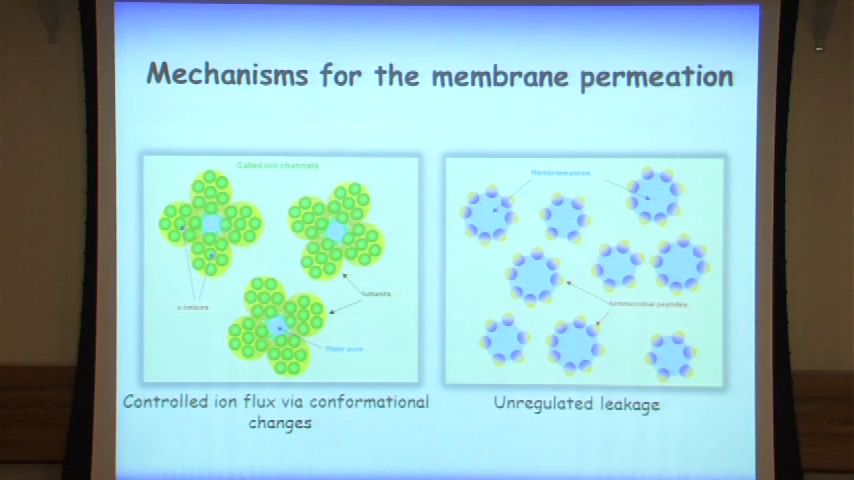 Mechanisms for the membrane permeation
Gated ion channels
Subunits
Water pore
Membrane pores
Antimicrobial peptides
Controlled ion flux via conformational
changes
Unregulated leakage